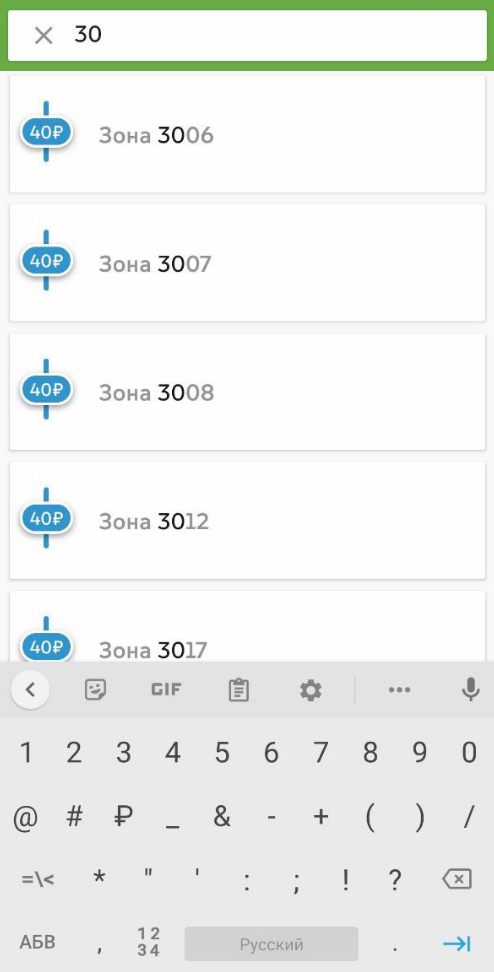 30
40₽ Зона 3006
40₽ Зона 3007
40₽ Зона 3008
40₽ Зона 3012
40₽ Зона 3017
GIF
1 2 3 4 5 6 7 8 9 0
@ # ₽ _ & - + ( ) /
=\< * " ' : ; ! ?
АБВ , 12 34 Русский .